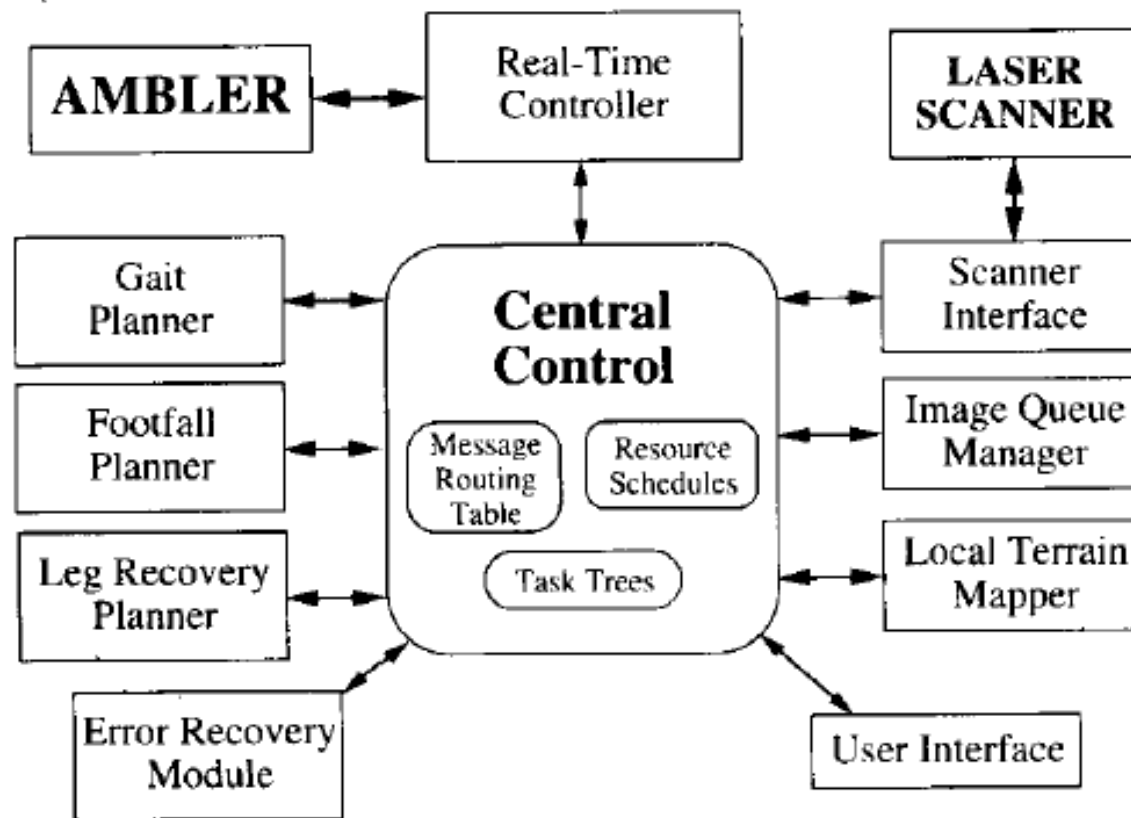 AMBLER
Real-Time
Controller
LASER
SCANNER
Gait
Planner
Central
Control
Scanner
Interface
Footfall
Planner
Message
Routing
Table
Resource
Schedules
Image Queue
Manager
Leg Recovery
Planner
Task Trees
Local Terrain
Mapper
Error Recovery
Module
User Interface